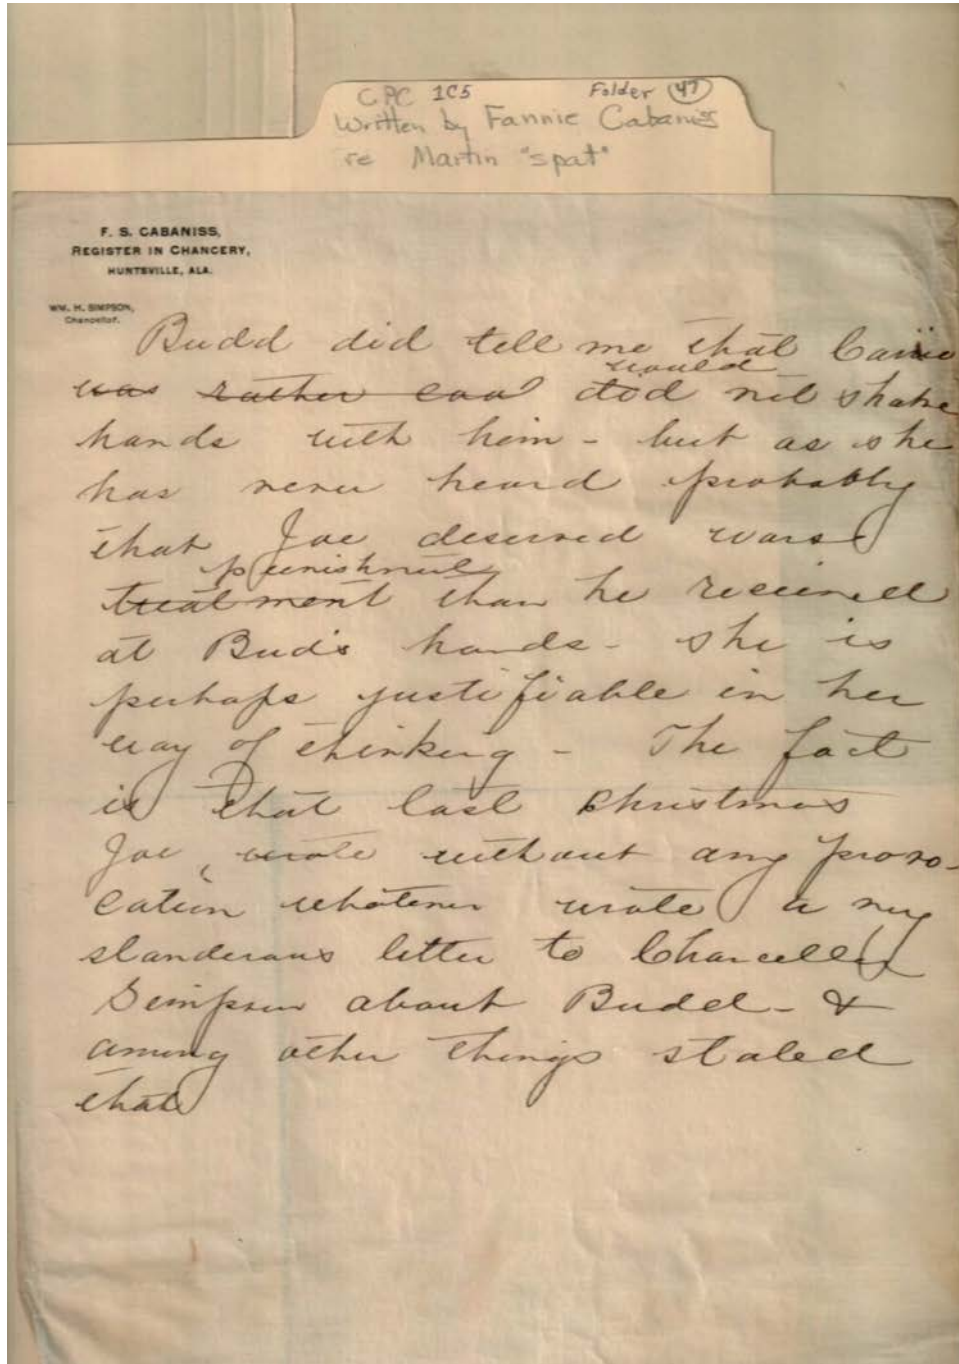 CPC 1C5 Folder 47
Written by Fannie Cabaniss
re Martin "spat"
F. S. CABANISS,
REGISTER IN CHANCERY,
HUNTSVILLE, ALA.
WM. H. SIMPSON,
Chancellor.
Budd did tell me that Carrie
would
was rather cool did not shake
hands with him - but as she
has never heard probably
that Joe deserved worse
punishment
treatment than he received
at Bud's hands - she is
perhaps justifiable in her
way of thinking - The fact
is that last Christmas
Joe, wrote without any provo-
cation whatever wrote a very
slanderous letter to Chancellor
Simpson about Budd - &
among other things stated
that